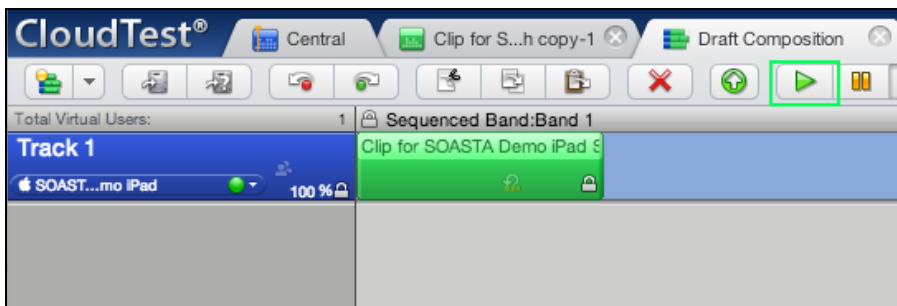 CloudTest®
Central
Clip for S...h copy-1
Draft Composition
Total Virtual Users: 1
Sequenced Band:Band 1
Track 1
Clip for SOASTA Demo iPad S
SOAST...mo iPad
100 %